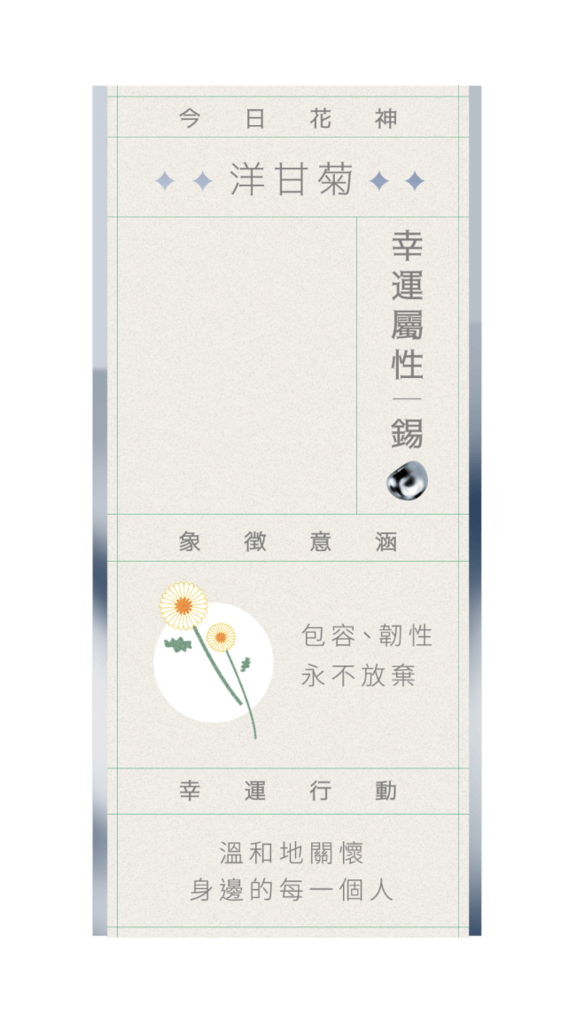 今日花神
洋甘菊
幸運屬性｜錫
象徵意涵
包容、韌性
永不放棄
幸運行動
溫和地關懷
身邊的每一個人